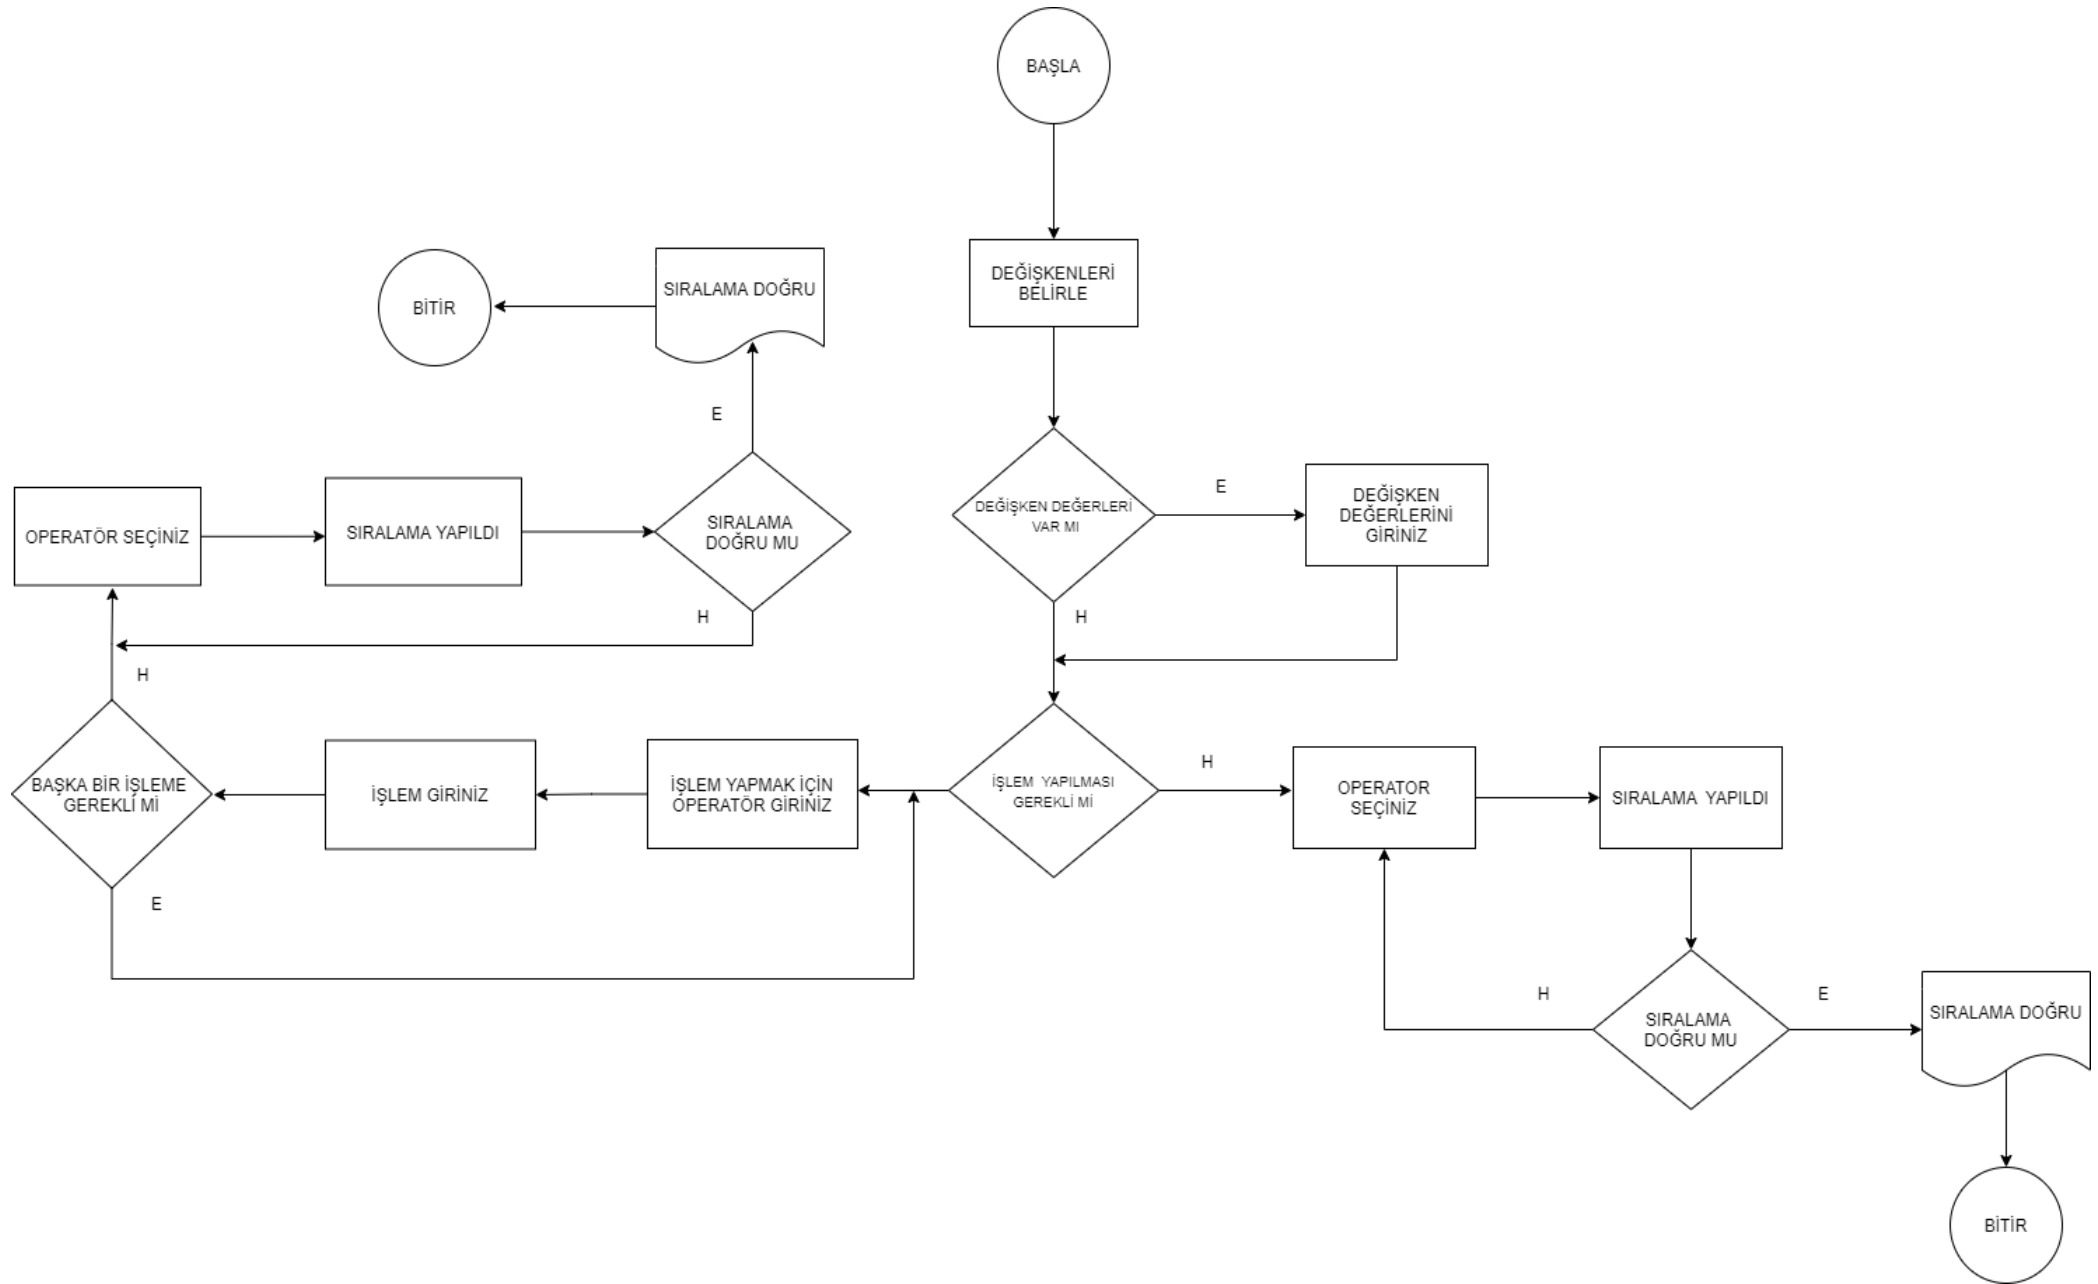 BAŞLA
DEĞİŞKENLERİ
BELİRLE
DEĞİŞKEN DEĞERLERİ
VAR MI
E
DEĞİŞKEN
DEĞERLERİNİ
GİRİNİZ
H
İŞLEM YAPILMASI
GEREKLİ Mİ
H
OPERATOR
SEÇİNİZ
SIRALAMA YAPILDI
SIRALAMA
DOĞRU MU
H
E
SIRALAMA DOĞRU
BİTİR
İŞLEM YAPMAK İÇİN
OPERATÖR GİRİNİZ
İŞLEM GİRİNİZ
BAŞKA BİR İŞLEME
GEREKLİ Mİ
E
H
OPERATÖR SEÇİNİZ
SIRALAMA YAPILDI
SIRALAMA
DOĞRU MU
H
E
SIRALAMA DOĞRU
BİTİR